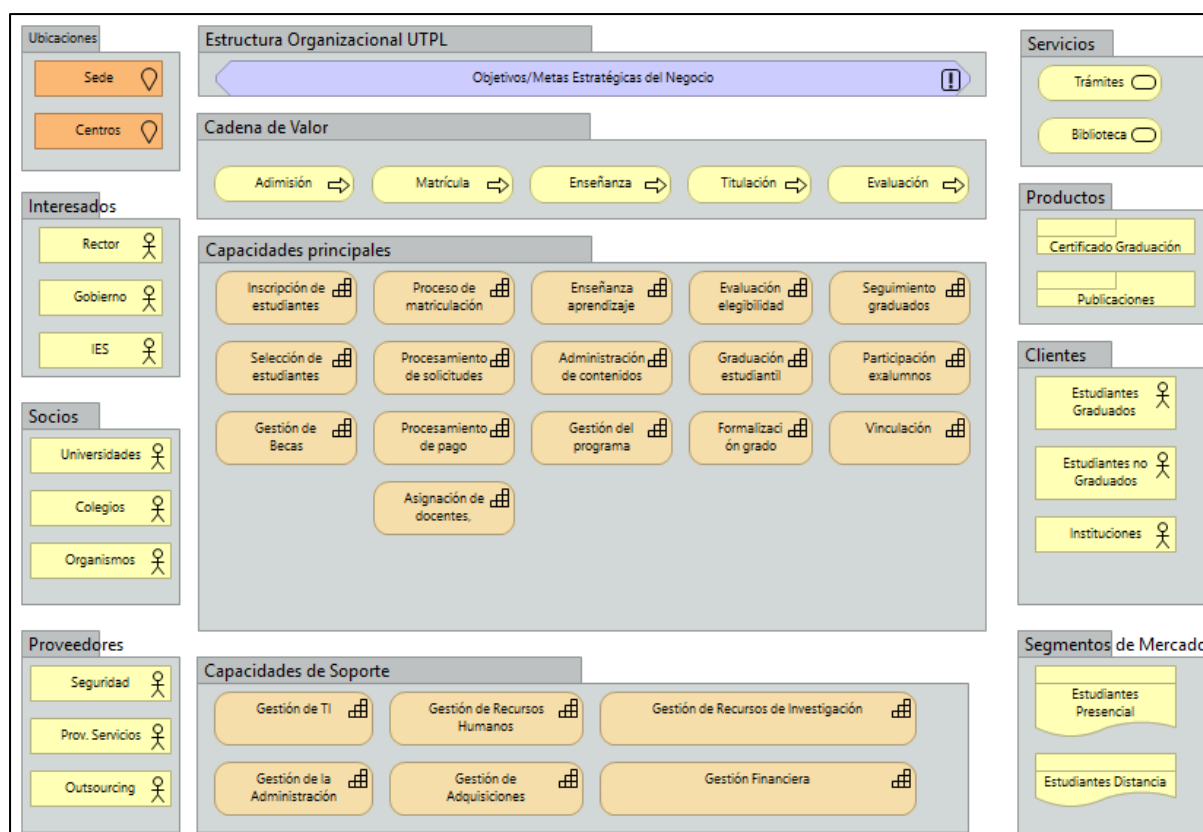 Ubicaciones
Sede
Centros
Interesados
Rector
Gobierno
IES
Socios
Universidades
Colegios
Organismos
Proveedores
Seguridad
Prov. Servicios
Outsourcing
Estructura Organizacional UTPL
Objetivos/Metas Estratégicas del Negocio
Cadena de Valor
Adimisión
Matrícula
Enseñanza
Titulación
Evaluación
Capacidades principales
Inscripción de
estudiantes
Proceso de
matriculación
Enseñanza
aprendizaje
Evaluación
elegibilidad
Seguimiento
graduados
Selección de
estudiantes
Procesamiento
de solicitudes
Administración
de contenidos
Graduación
estudiantil
Participación
exalumnos
Gestión de
Becas
Procesamiento
de pago
Gestión del
programa
Formalizaci
ón grado
Vinculación
Asignación de
docentes,
Capacidades de Soporte
Gestión de TI
Gestión de Recursos
Humanos
Gestión de Recursos de Investigación
Gestión de la
Administración
Gestión de
Adquisiciones
Gestión Financiera
Servicios
Trámites
Biblioteca
Productos
Certificado Graduación
Publicaciones
Clientes
Estudiantes
Graduados
Estudiantes no
Graduados
Instituciones
Segmentos de Mercado
Estudiantes
Presencial
Estudiantes Distancia